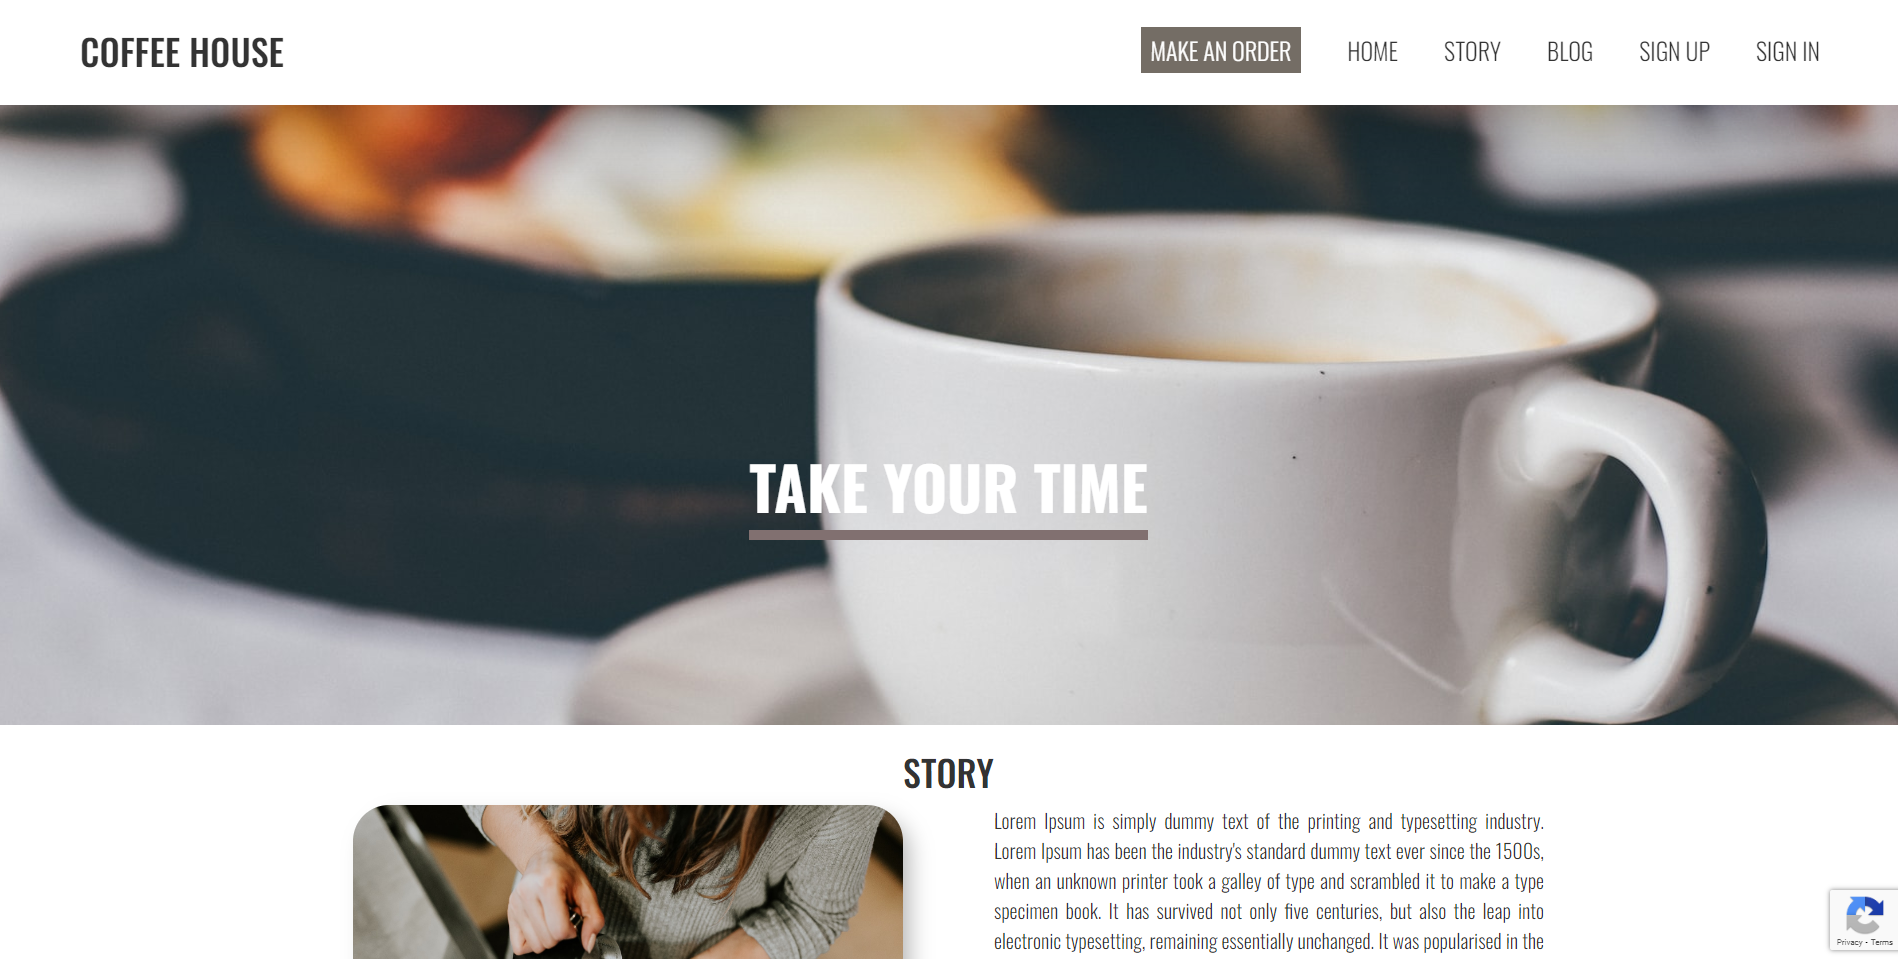 COFFEE HOUSE
MAKE AN ORDER
HOME
STORY
BLOG
SIGN UP
SIGN IN
TAKE YOUR TIME
STORY
Lorem Ipsum is simply dummy text of the printing and typesetting industry.
Lorem Ipsum has been the industry's standard dummy text ever since the 1500s,
when an unknown printer took a galley of type and scrambled it to make a type
specimen book. It has survived not only five centuries, but also the leap into
electronic typesetting, remaining essentially unchanged. It was popularised in the
Privacy - Terms